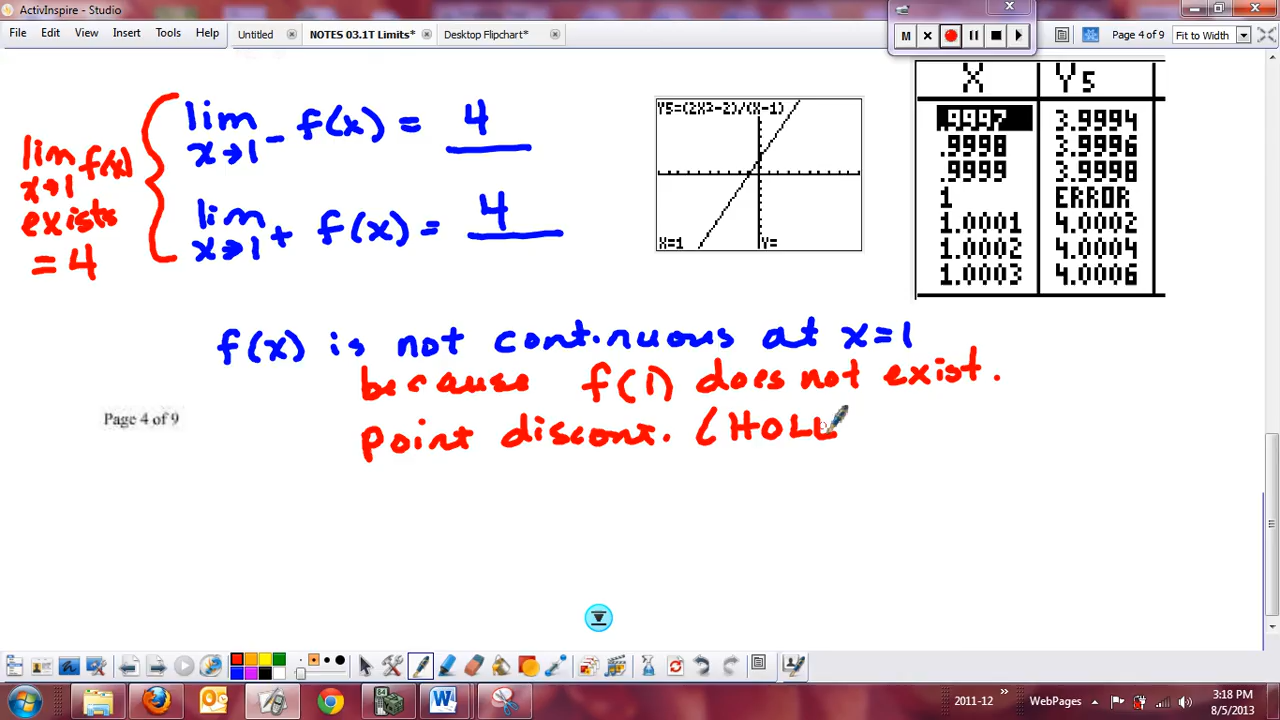 ActivInspire - Studio
File Edit View Insert Tools Help
Untitled
NOTES 03.1T Limits*
Desktop Flipchart*
Page 4 of 9
Fit to Width
lim x→1⁻ f(x) = 4
lim x→1⁺ f(x) = 4
lim x→1 f(x)
exists
= 4
Y5=(2X²-2)/(X-1)
X=1 Y=
X Y5
.9997 3.9994
.9998 3.9996
.9999 3.9998
1 ERROR
1.0001 4.0002
1.0002 4.0004
1.0003 4.0006
f(x) is not continuous at x=1
because f(1) does not exist.
point discont. (HOLE
Page 4 of 9
2011-12 »
WebPages
3:18 PM
8/5/2013